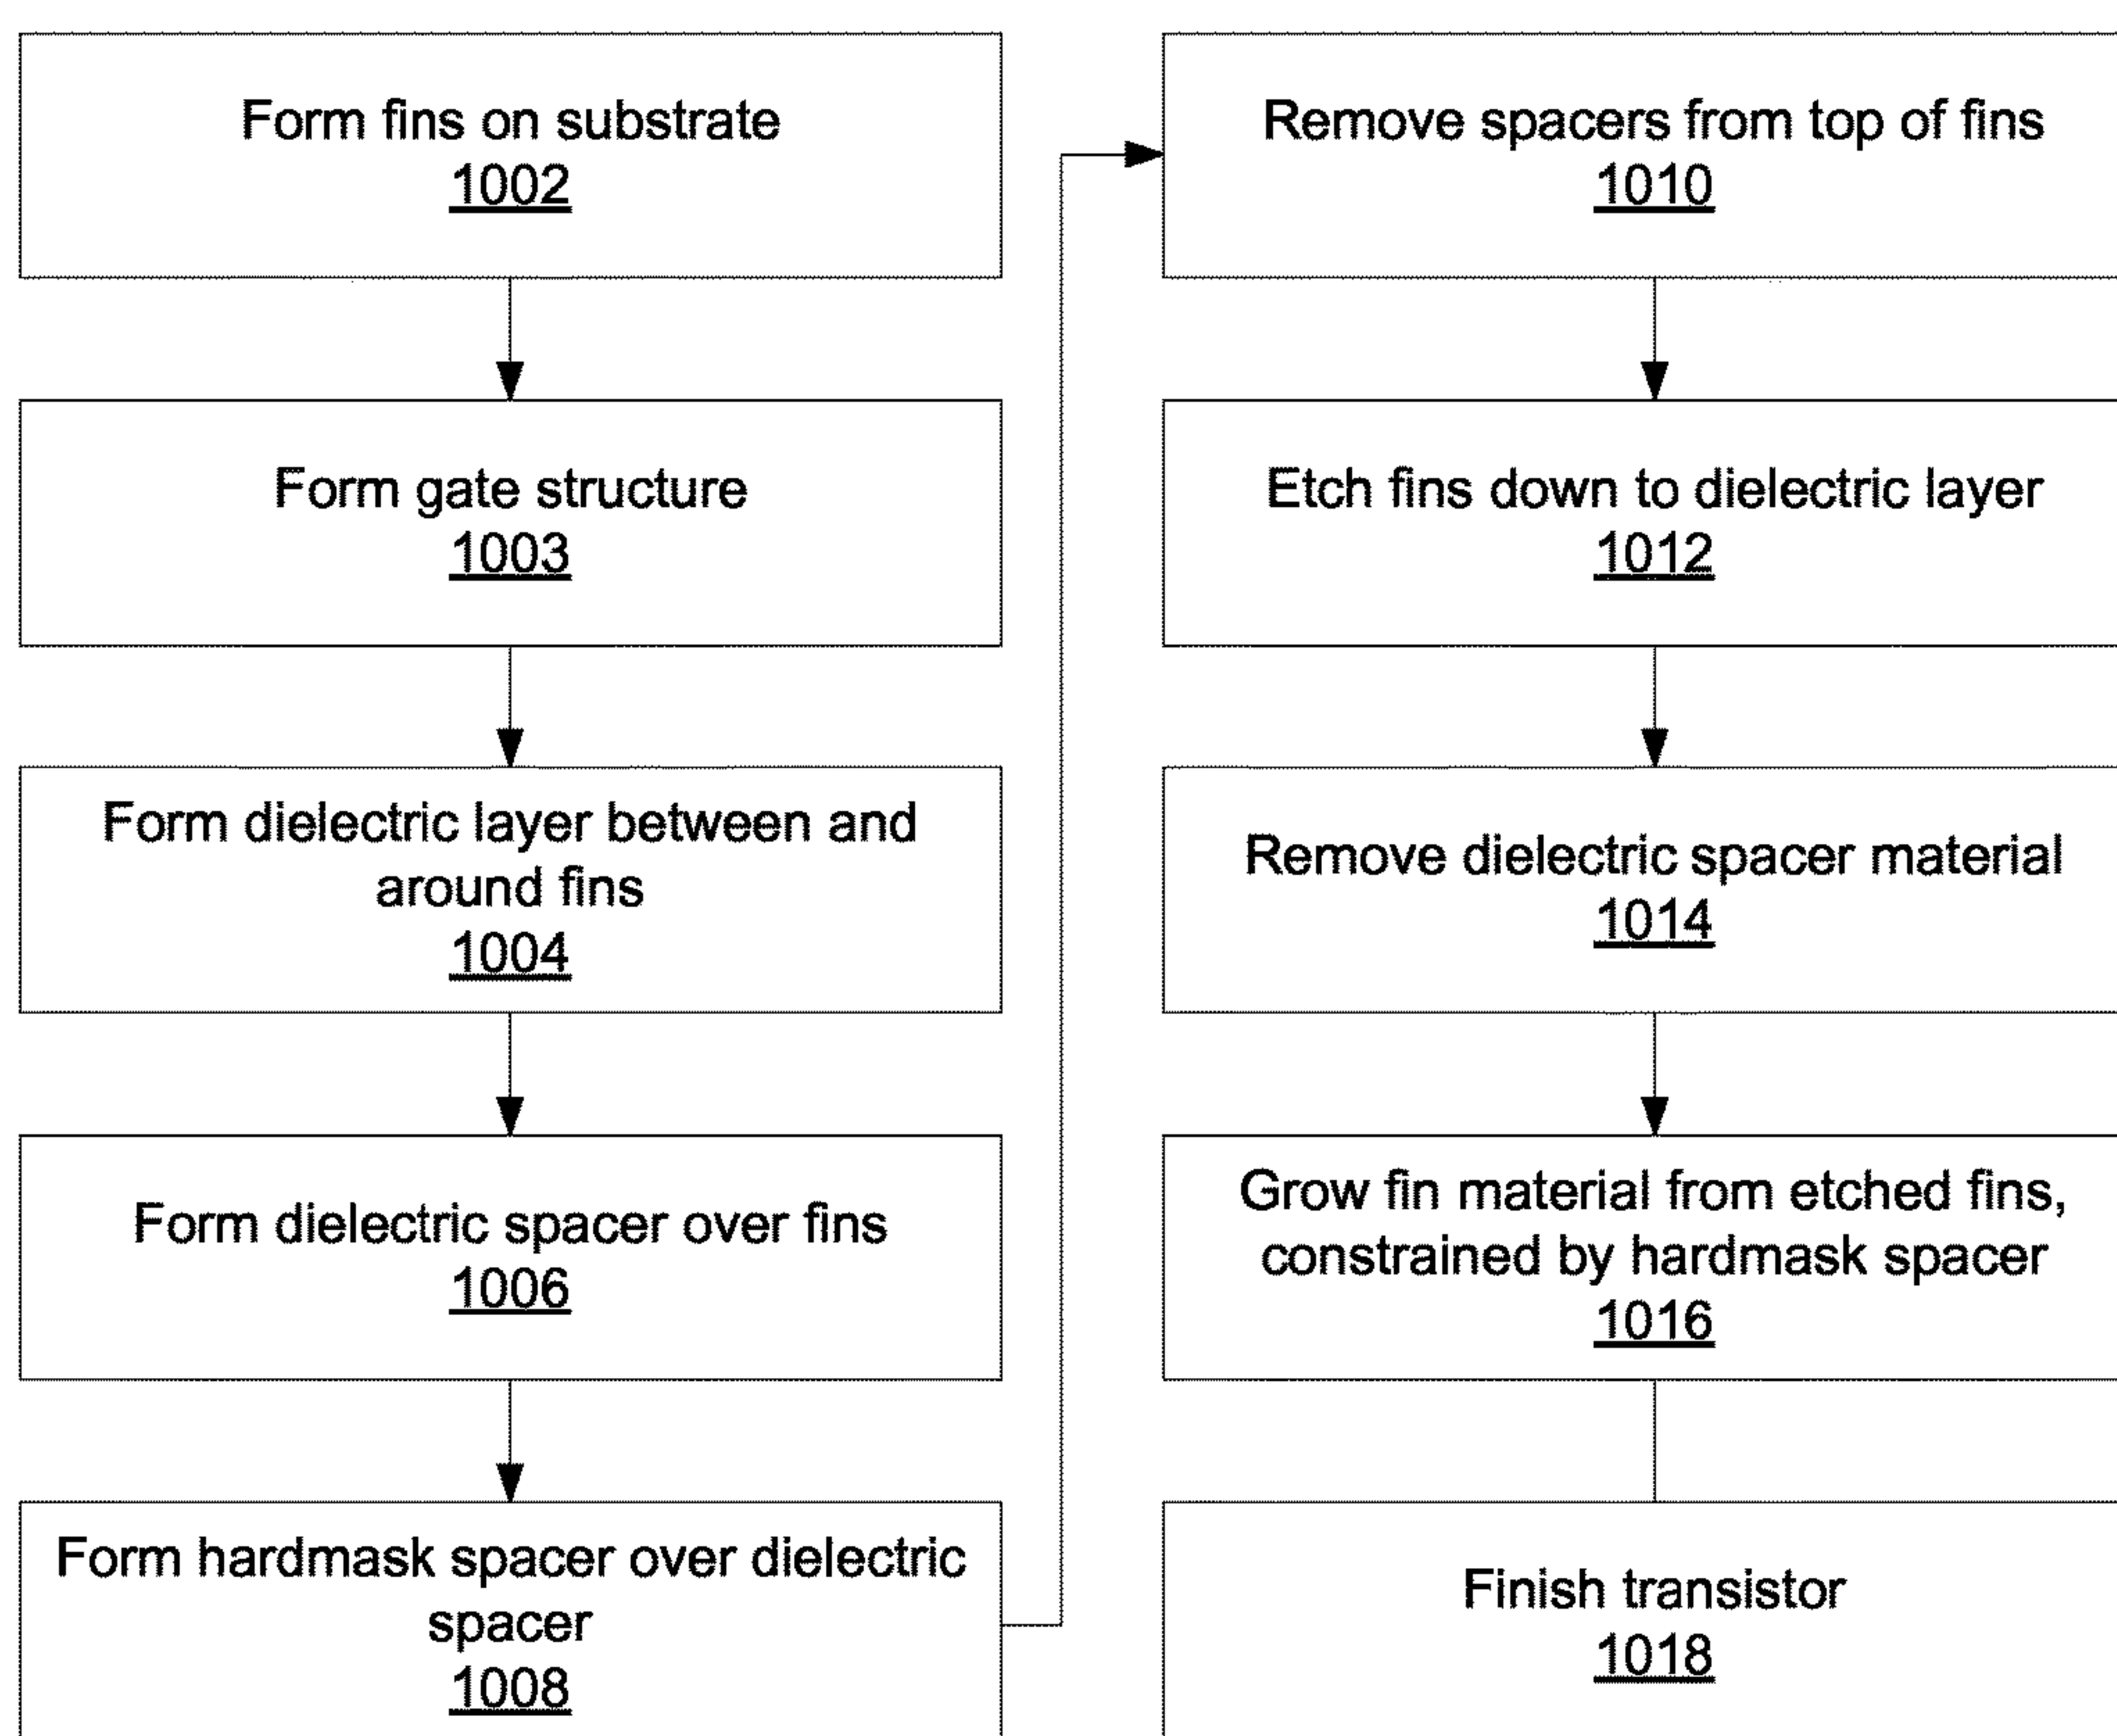 Form fins on substrate
1002
Form gate structure
1003
Form dielectric layer between and
around fins
1004
Form dielectric spacer over fins
1006
Form hardmask spacer over dielectric
spacer
1008
Remove spacers from top of fins
1010
Etch fins down to dielectric layer
1012
Remove dielectric spacer material
1014
Grow fin material from etched fins,
constrained by hardmask spacer
1016
Finish transistor
1018